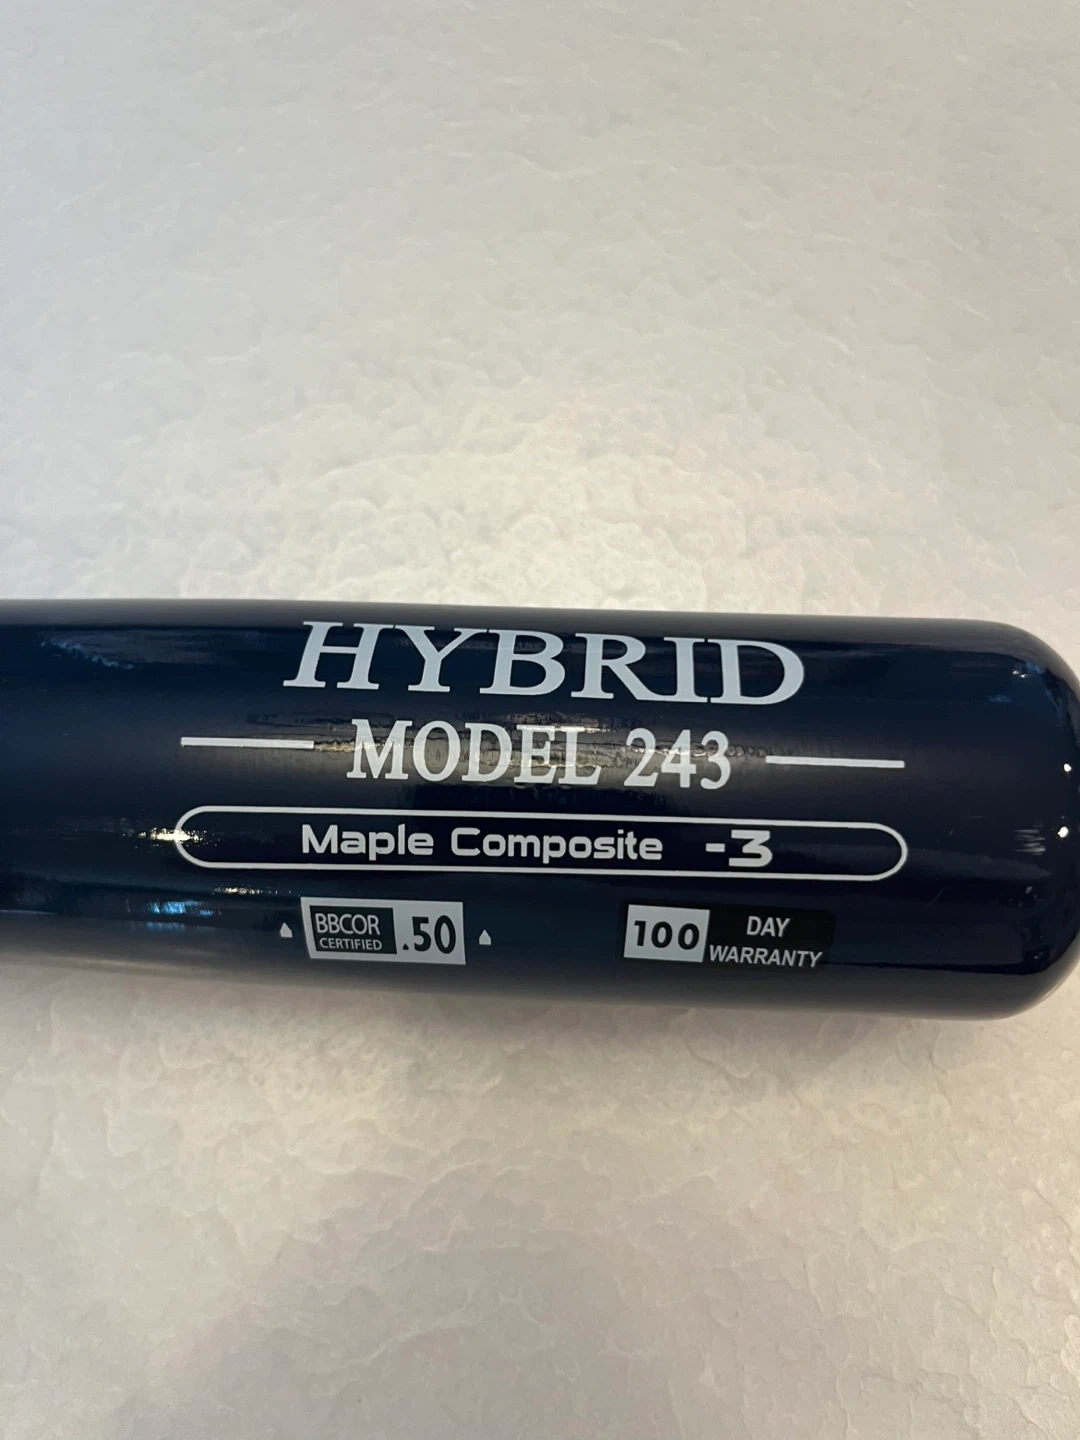 HYBRID
MODEL 243
Maple Composite -3
BBCOR CERTIFIED .50
100 DAY WARRANTY